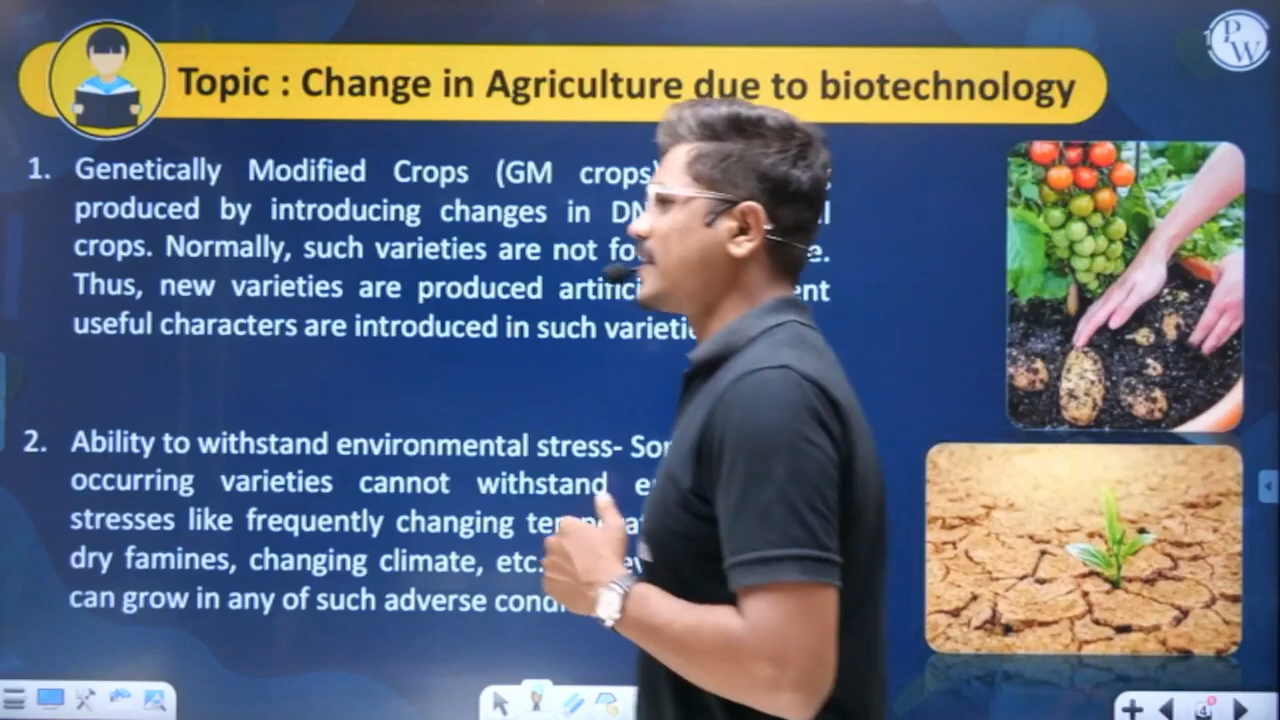 Topic : Change in Agriculture due to biotechnology
PW
1. Genetically Modified Crops (GM crops)
produced by introducing changes in
crops. Normally, such varieties are not
Thus, new varieties are produced
useful characters are introduced in such
2. Ability to withstand environmental stress-
occurring varieties cannot withstand
stresses like frequently changing
dry famines, changing climate, etc.
can grow in any of such adverse
4